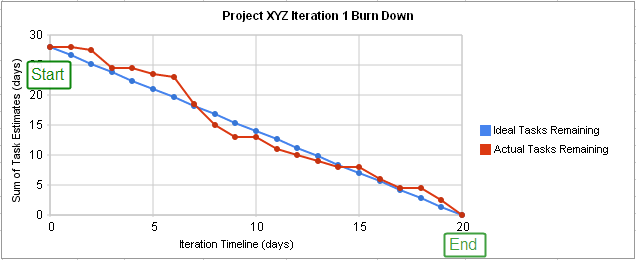 Project XYZ Iteration 1 Burn Down
Sum of Task Estimates (days)
30
Start
20
15
10
5
0
0
5
10
15
20
Iteration Timeline (days)
End
Ideal Tasks Remaining
Actual Tasks Remaining